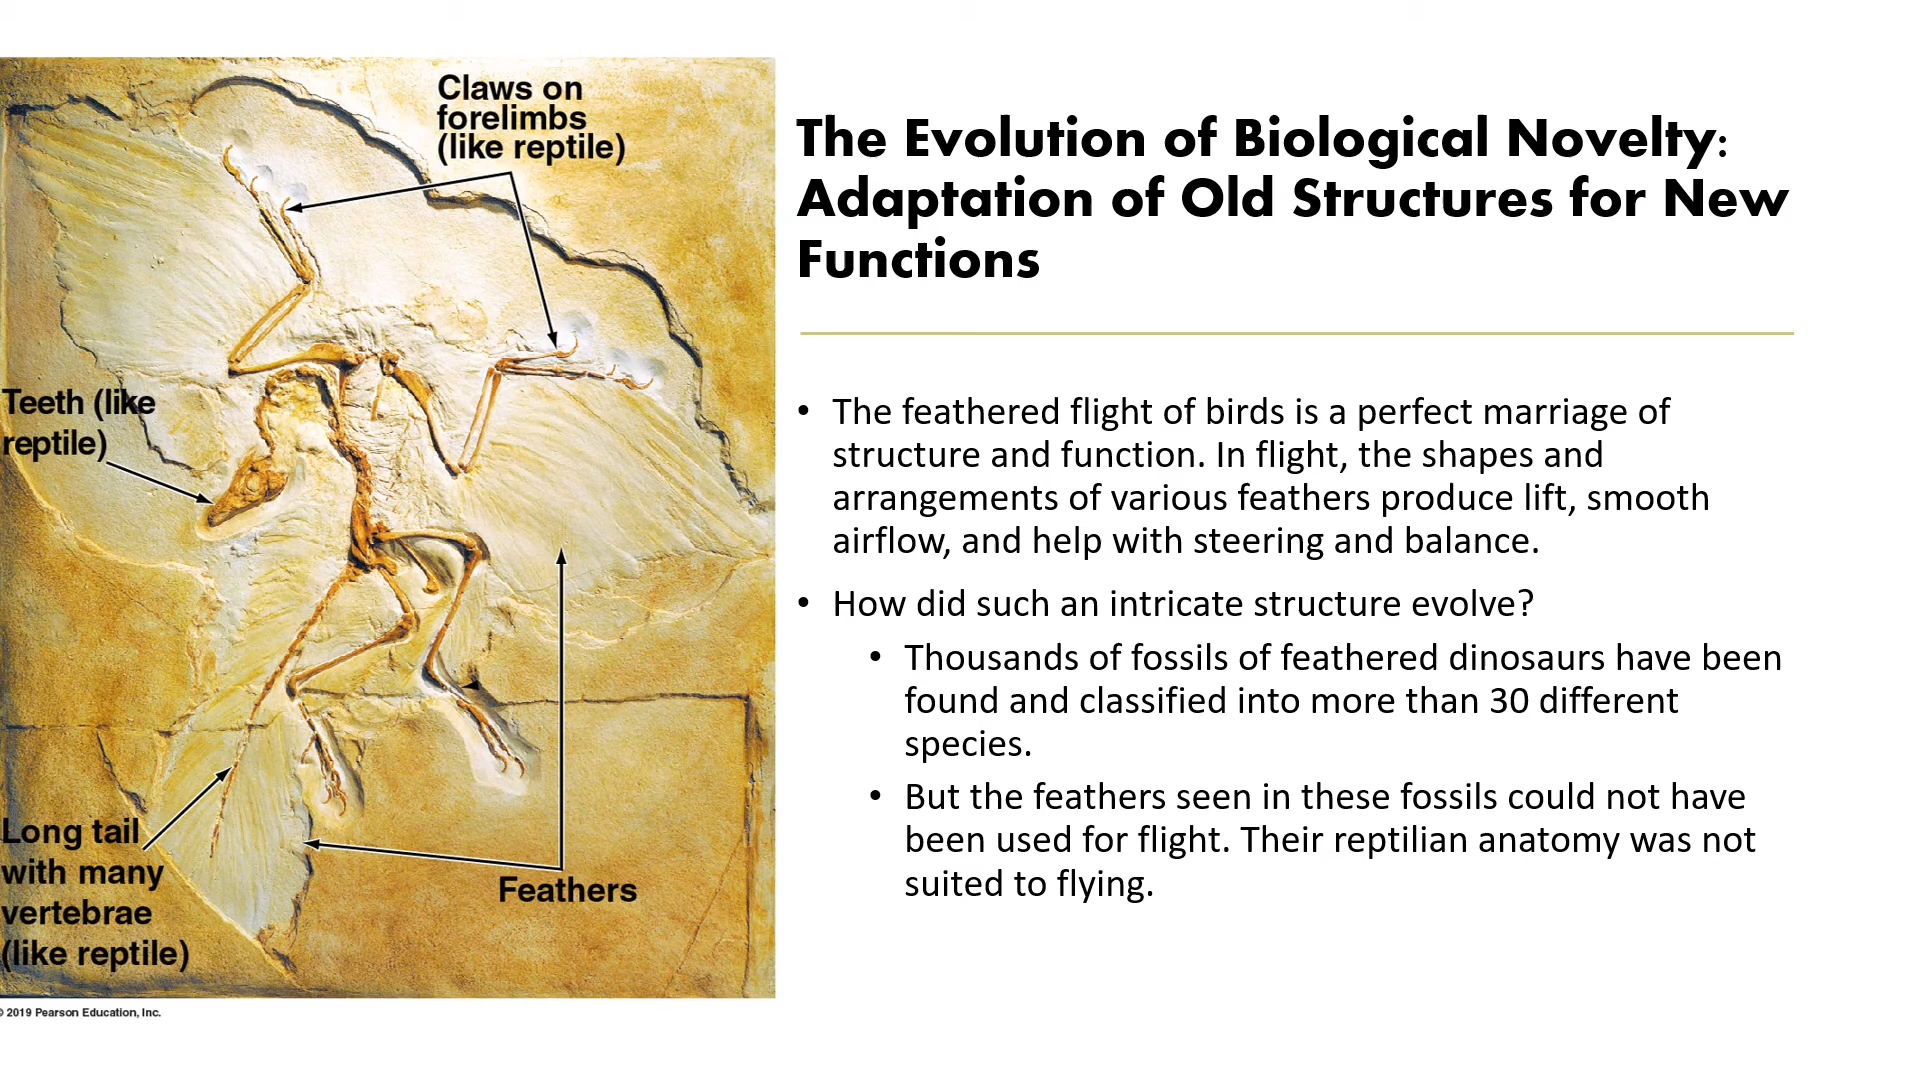 Claws on
forelimbs
(like reptile)
Teeth (like
reptile)
Long tail
with many
vertebrae
(like reptile)
Feathers
© 2019 Pearson Education, Inc.
The Evolution of Biological Novelty:
Adaptation of Old Structures for New
Functions
• The feathered flight of birds is a perfect marriage of
structure and function. In flight, the shapes and
arrangements of various feathers produce lift, smooth
airflow, and help with steering and balance.
• How did such an intricate structure evolve?
• Thousands of fossils of feathered dinosaurs have been
found and classified into more than 30 different
species.
• But the feathers seen in these fossils could not have
been used for flight. Their reptilian anatomy was not
suited to flying.